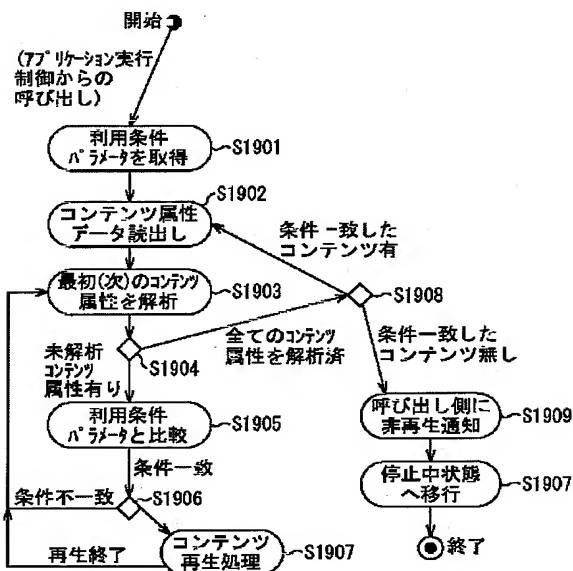 開始
(アプリケーション実行
制御からの
呼び出し)
利用条件
パラメータを取得
S1901
S1902
コンテンツ属性
データ読出し
条件一致した
コンテンツ有
最初(次)のコンテンツ
属性を解析
S1903
S1908
未解析
コンテンツ
属性有り
S1904
全てのコンテンツ
属性を解析済
条件一致した
コンテンツ無し
利用条件
パラメータと比較
S1905
呼び出し側に
非再生通知
S1909
条件一致
条件不一致
S1906
停止中状態
へ移行
S1907
再生終了
コンテンツ
再生処理
S1907
終了